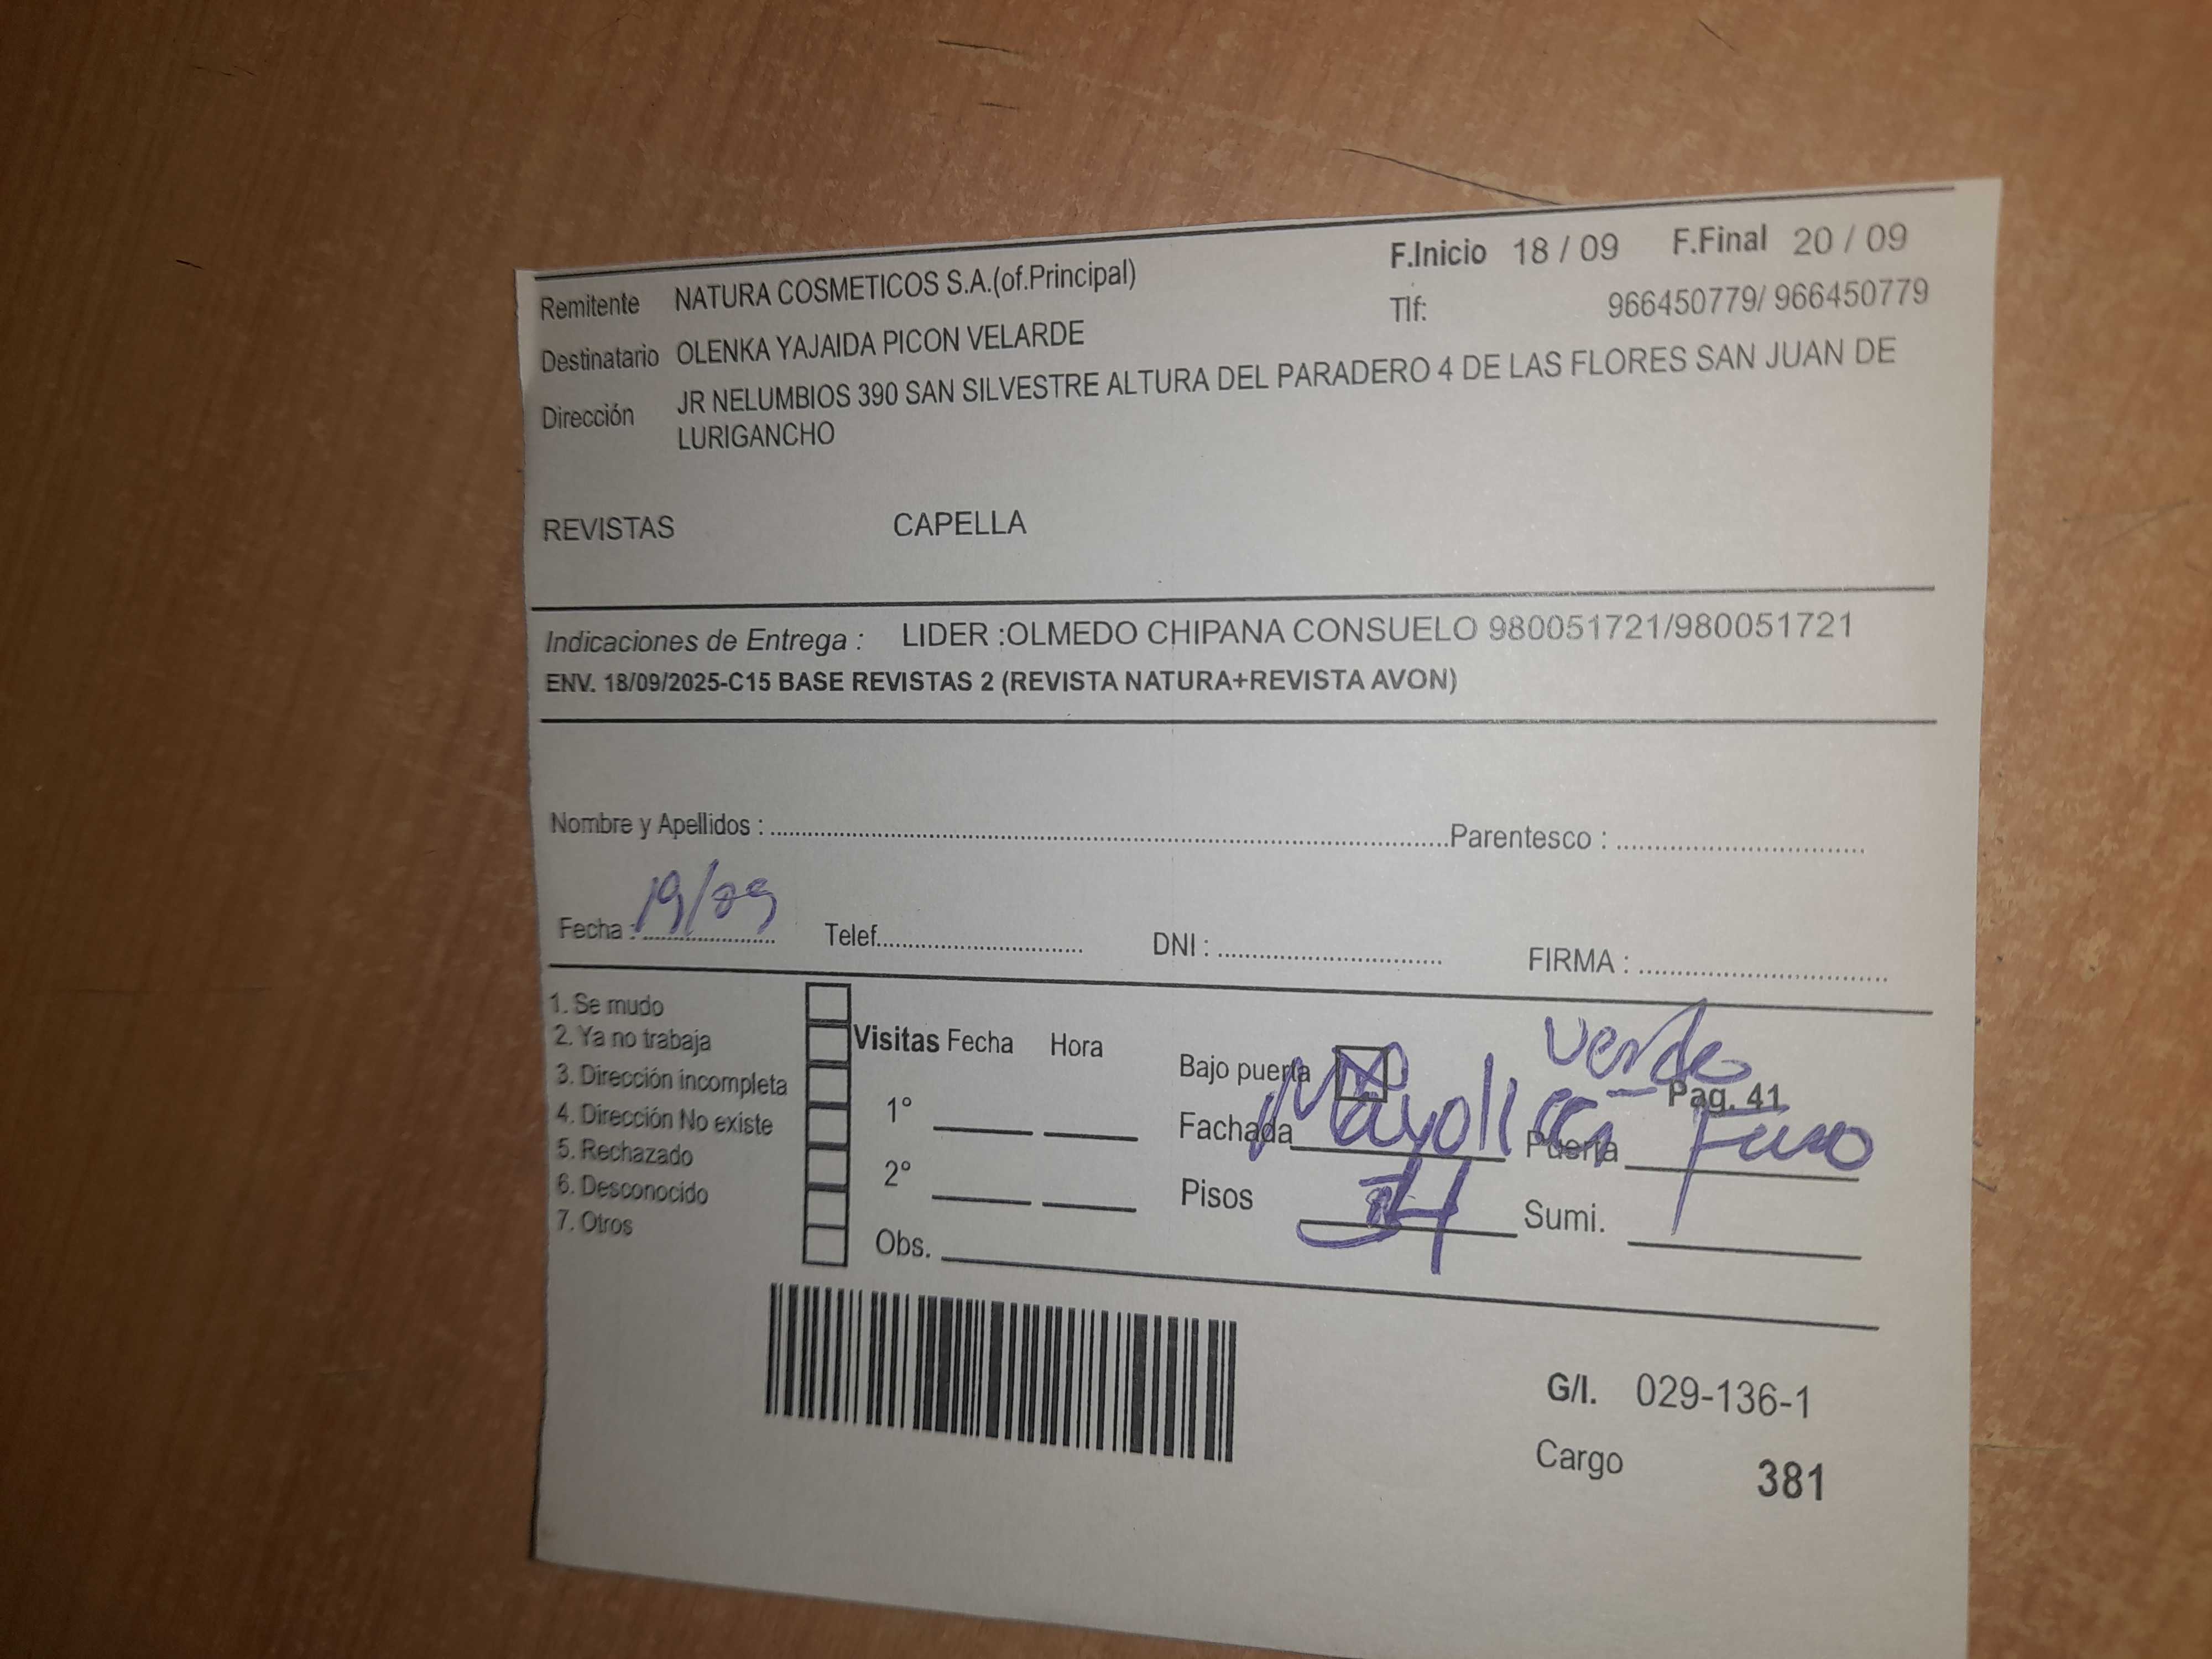 F.Inicio 18 / 09 F.Final 20 / 09
Remitente NATURA COSMETICOS S.A.(of.Principal)
Tlf: 966450779/ 966450779
Destinatario OLENKA YAJAIDA PICON VELARDE
Dirección JR NELUMBIOS 390 SAN SILVESTRE ALTURA DEL PARADERO 4 DE LAS FLORES SAN JUAN DE
LURIGANCHO
REVISTAS CAPELLA
Indicaciones de Entrega : LIDER :OLMEDO CHIPANA CONSUELO 980051721/980051721
ENV. 18/09/2025-C15 BASE REVISTAS 2 (REVISTA NATURA+REVISTA AVON)
Nombre y Apellidos : Parentesco :
Fecha : 19/09 Telef. DNI : FIRMA :
1. Se mudo
2. Ya no trabaja
3. Dirección incompleta
4. Dirección No existe
5. Rechazado
6. Desconocido
7. Otros
Visitas Fecha Hora
1°
2°
Obs.
Bajo puerta X verde
Pag. 41
Fachada Mayolica Puerta Fierro
Pisos Sumi.
G/I. 029-136-1
Cargo 381